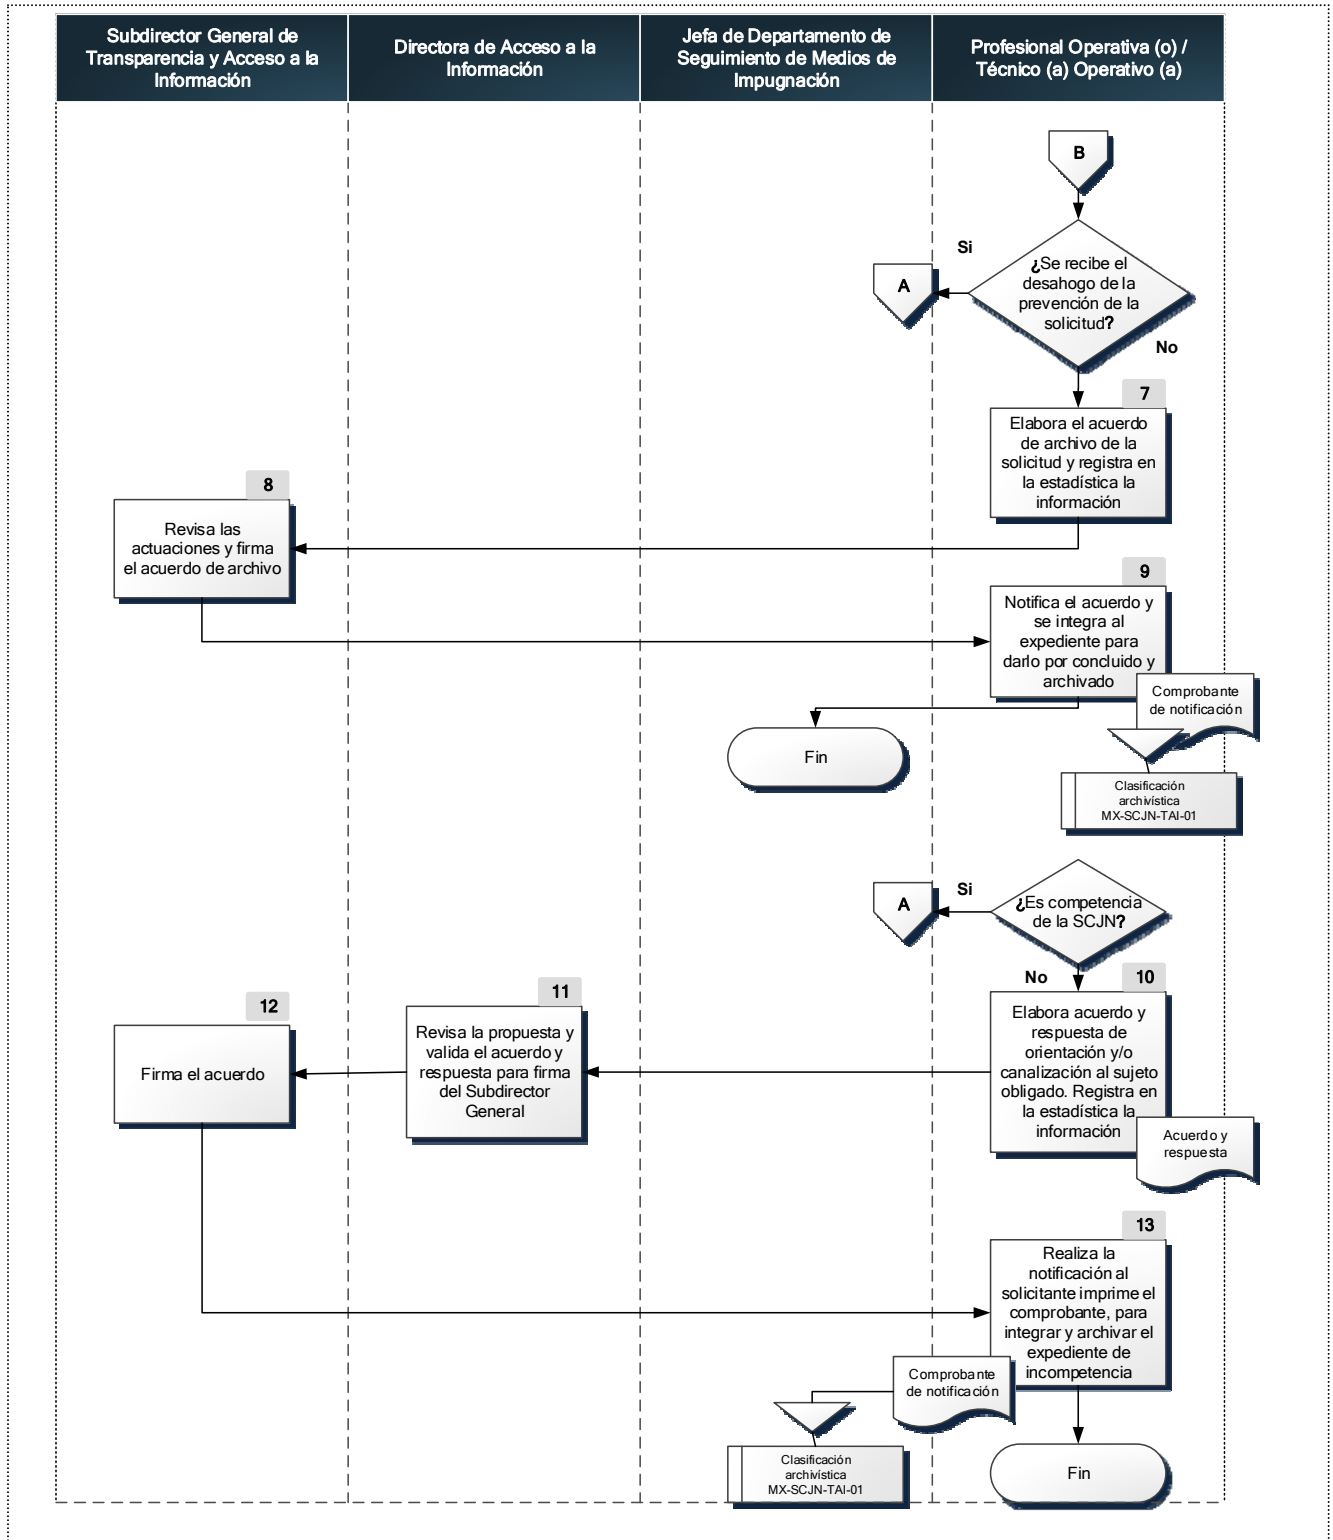 Subdirector General de
Transparencia y Acceso a la
Información
Directora de Acceso a la
Información
Jefa de Departamento de
Seguimiento de Medios de
Impugnación
Profesional Operativa (o) /
Técnico (a) Operativo (a)
B
Si
¿Se recibe el
desahogo de la
prevención de la
solicitud?
A
No
7
Elabora el acuerdo
de archivo de la
solicitud y registra en
la estadística la
información
8
Revisa las
actuaciones y firma
el acuerdo de archivo
9
Notifica el acuerdo y
se integra al
expediente para
darlo por concluido y
archivado
Comprobante
de notificación
Fin
Clasificación
archivística
MX-SCJN-TAI-01
A
Si
¿Es competencia
de la SCJN?
No
10
Elabora acuerdo y
respuesta de
orientación y/o
canalización al sujeto
obligado. Registra en
la estadística la
información
Acuerdo y
respuesta
11
Revisa la propuesta y
valida el acuerdo y
respuesta para firma
del Subdirector
General
12
Firma el acuerdo
13
Realiza la
notificación al
solicitante imprime el
comprobante, para
integrar y archivar el
expediente de
incompetencia
Comprobante
de notificación
Clasificación
archivística
MX-SCJN-TAI-01
Fin